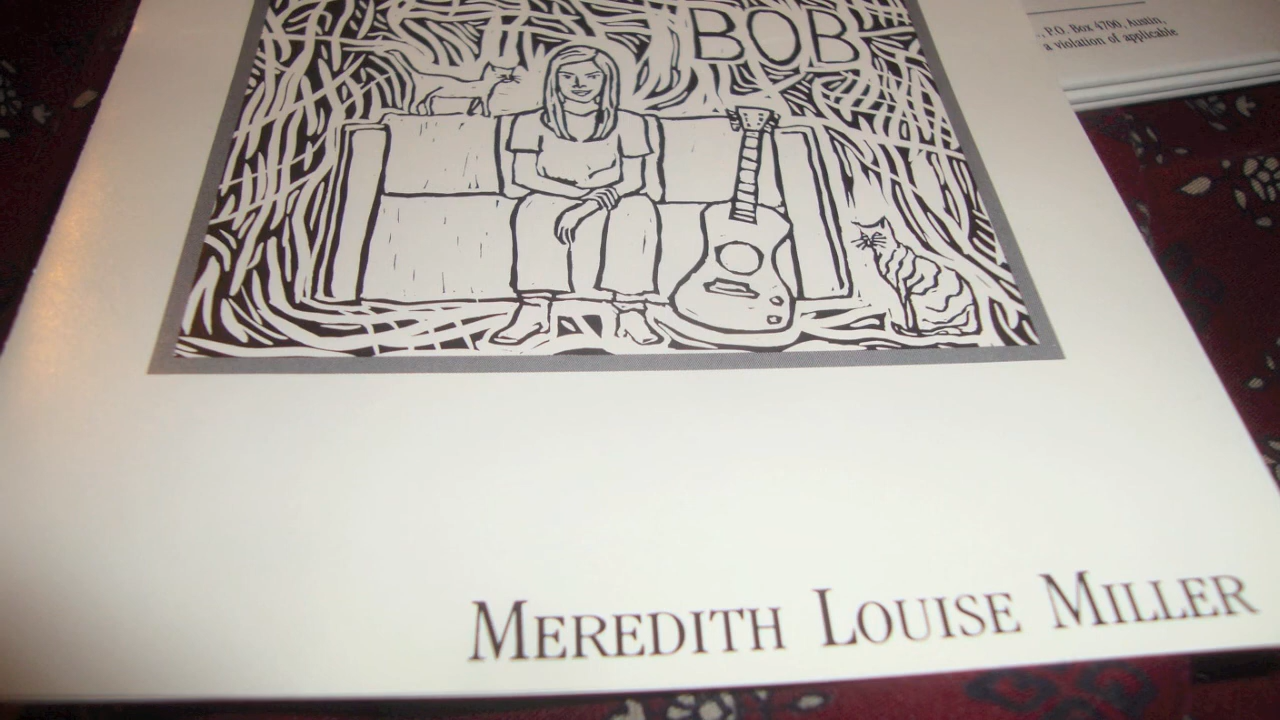 BOB
., P.O. Box 4700, Austin,
a violation of applicable
MEREDITH LOUISE MILLER